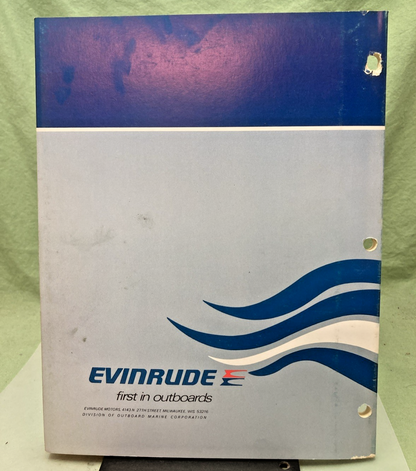 EVINRUDE
first in outboards
EVINRUDE MOTORS, 4143 N. 27TH STREET, MILWAUKEE, WIS. 53216
DIVISION OF OUTBOARD MARINE CORPORATION